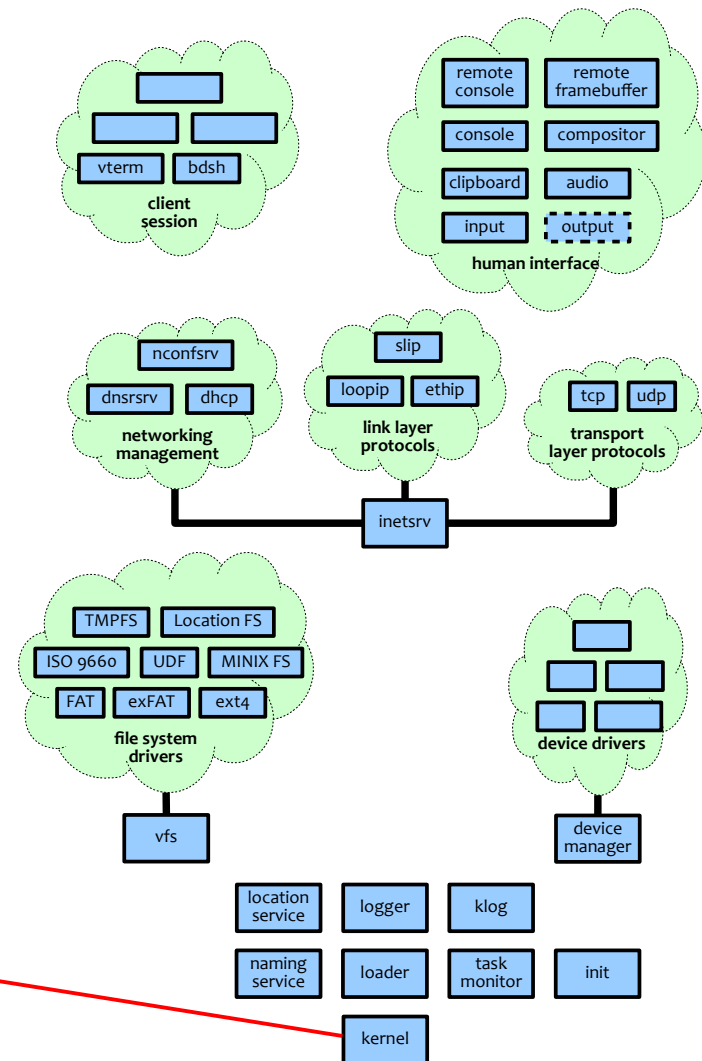 remote
console
remote
framebuffer
console
compositor
vterm
bdsh
clipboard
audio
client
session
input
output
human interface
nconfsrv
slip
dnsrsrv
dhcp
loopip
ethip
tcp
udp
networking
management
link layer
protocols
transport
layer protocols
inetsrv
TMPFS
Location FS
ISO 9660
UDF
MINIX FS
FAT
exFAT
ext4
file system
drivers
device drivers
vfs
device
manager
location
service
logger
klog
naming
service
loader
task
monitor
init
kernel